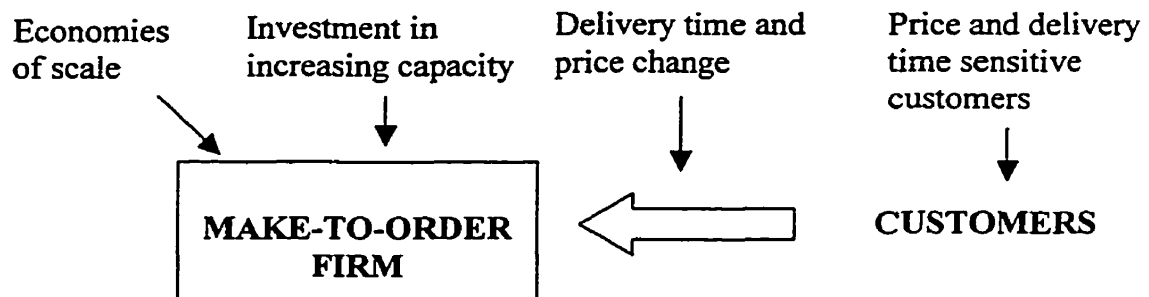 Economies
of scale
Investment in
increasing capacity
Delivery time and
price change
Price and delivery
time sensitive
customers
MAKE-TO-ORDER
FIRM
CUSTOMERS